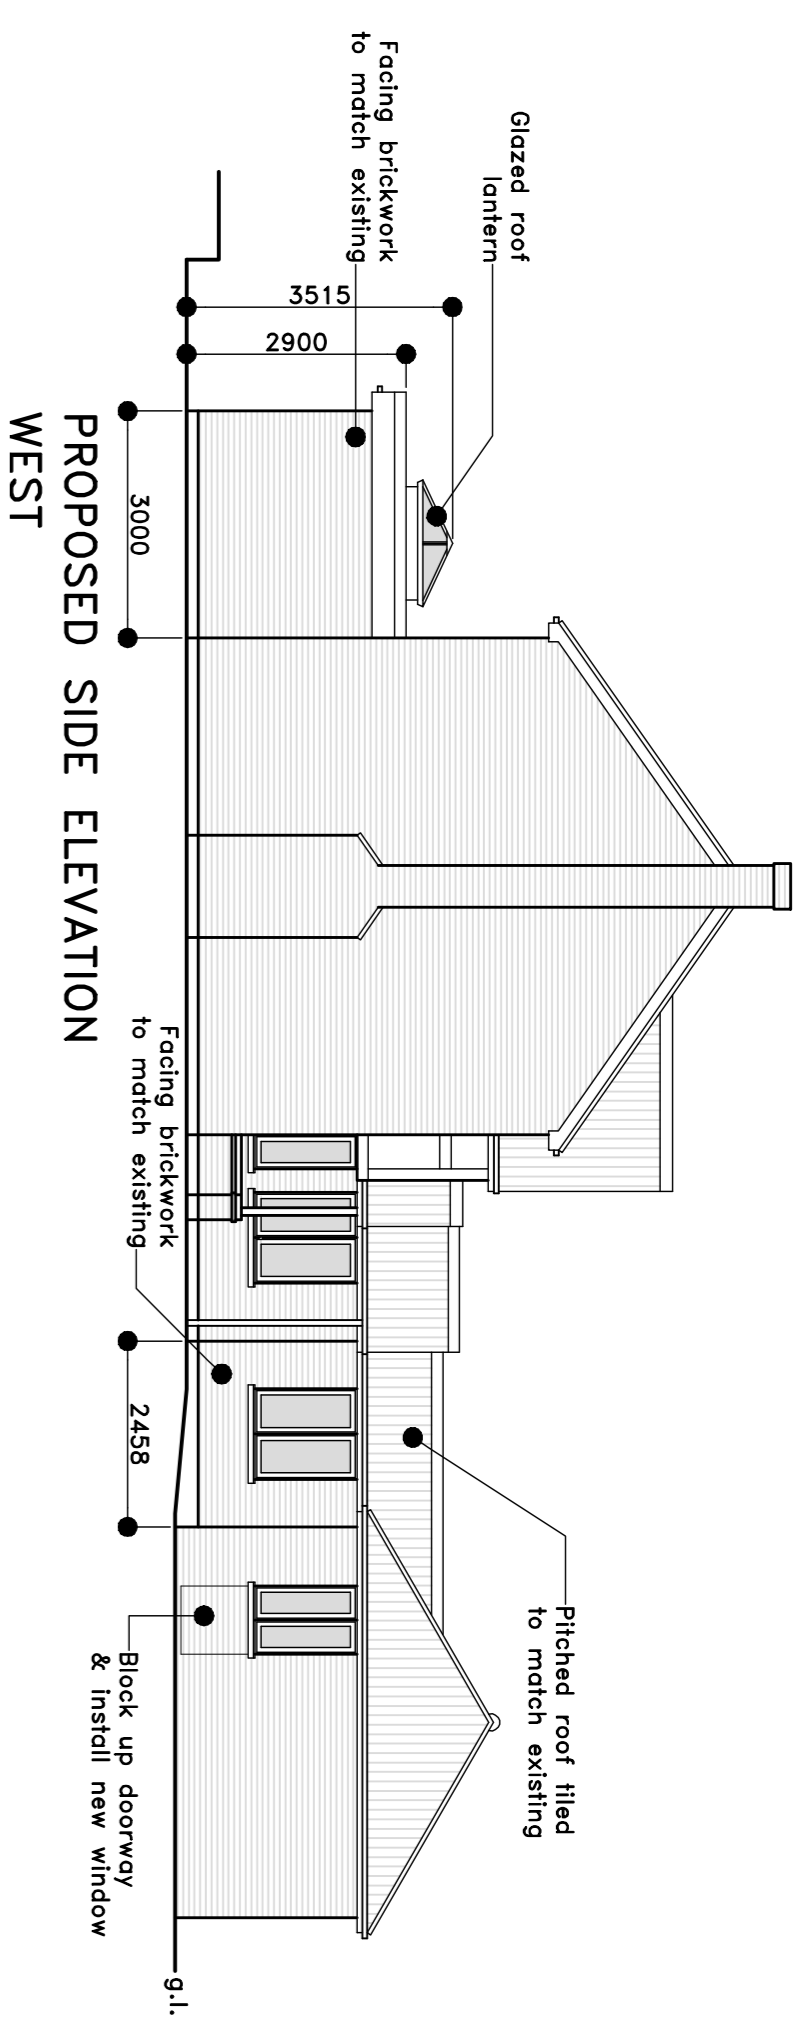 Glazed roof
lantern
Facing brickwork
to match existing
3515
2900
3000
Pitched roof tiled
to match existing
Facing brickwork
to match existing
2458
Block up doorway
& install new window
g.l.
PROPOSED SIDE ELEVATION
WEST